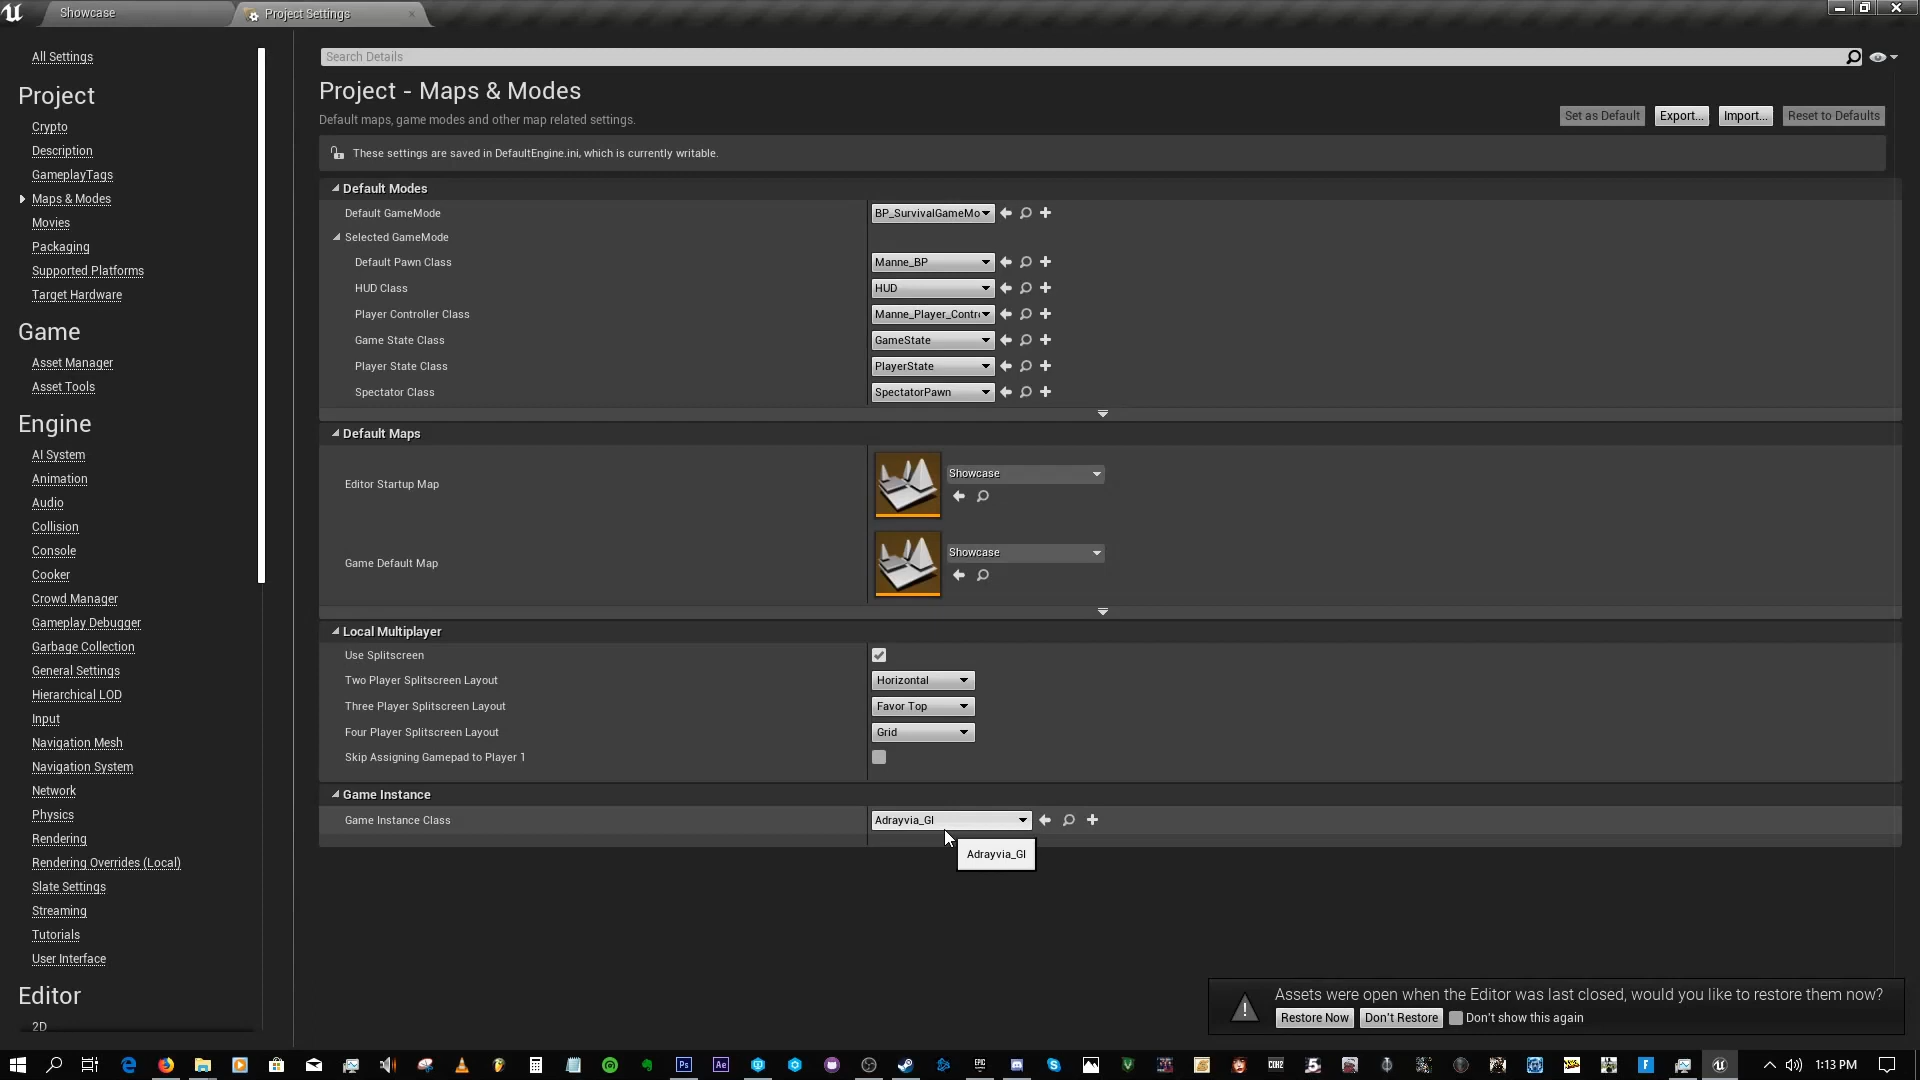 Showcase
Project Settings
All Settings
Project
Crypto
Description
GameplayTags
Maps & Modes
Movies
Packaging
Supported Platforms
Target Hardware
Game
Asset Manager
Asset Tools
Engine
AI System
Animation
Audio
Collision
Console
Cooker
Crowd Manager
Gameplay Debugger
Garbage Collection
General Settings
Hierarchical LOD
Input
Navigation Mesh
Navigation System
Network
Physics
Rendering
Rendering Overrides (Local)
Slate Settings
Streaming
Tutorials
User Interface
Editor
2D
Search Details
Project - Maps & Modes
Default maps, game modes and other map related settings.
Set as Default
Export...
Import...
Reset to Defaults
These settings are saved in DefaultEngine.ini, which is currently writable.
Default Modes
Default GameMode
BP_SurvivalGameMo
Selected GameMode
Default Pawn Class
Manne_BP
HUD Class
HUD
Player Controller Class
Manne_Player_Contr
Game State Class
GameState
Player State Class
PlayerState
Spectator Class
SpectatorPawn
Default Maps
Editor Startup Map
Showcase
Game Default Map
Showcase
Local Multiplayer
Use Splitscreen
Two Player Splitscreen Layout
Horizontal
Three Player Splitscreen Layout
Favor Top
Four Player Splitscreen Layout
Grid
Skip Assigning Gamepad to Player 1
Game Instance
Game Instance Class
Adrayvia_GI
Adrayvia_GI
Assets were open when the Editor was last closed, would you like to restore them now?
Restore Now
Don't Restore
Don't show this again
Ps
Ae
EPIC
1:13 PM